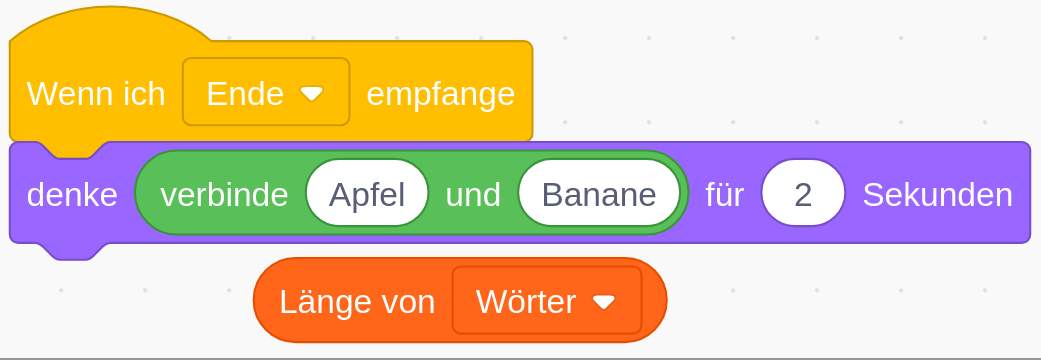 Wenn ich Ende empfange
denke verbinde Apfel und Banane für 2 Sekunden
Länge von Wörter